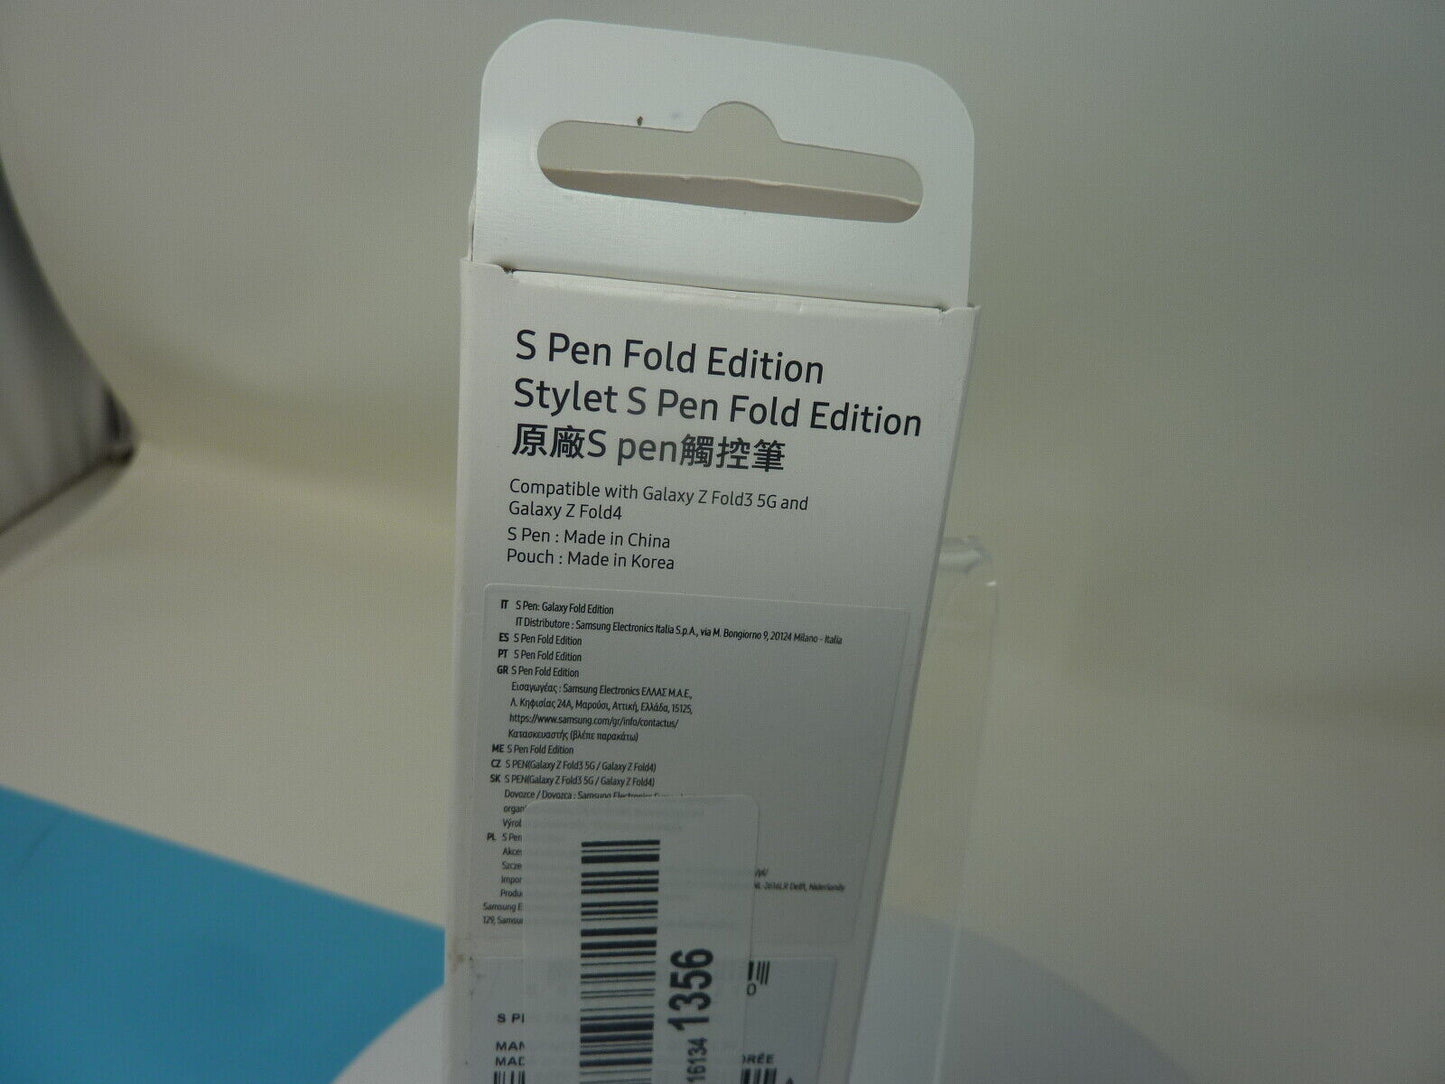 S Pen Fold Edition
Stylet S Pen Fold Edition
原廠S pen觸控筆
Compatible with Galaxy Z Fold3 5G and
Galaxy Z Fold4
S Pen : Made in China
Pouch : Made in Korea
IT S Pen: Galaxy Fold Edition
IT Distributore : Samsung Electronics Italia S.p.A., via M. Bongiorno 9, 20124 Milano - Italia
ES S Pen Fold Edition
PT S Pen Fold Edition
GR S Pen Fold Edition
Εισαγωγέας : Samsung Electronics ΕΛΛΑΣ Μ.Α.Ε.,
Λ. Κηφισίας 24Α, Μαρούσι, Αττική, Ελλάδα, 15125,
https://www.samsung.com/gr/info/contactus/
Κατασκευαστής (βλέπε παρακάτω)
ME S Pen Fold Edition
CZ S PEN(Galaxy Z Fold3 5G / Galaxy Z Fold4)
SK S PEN(Galaxy Z Fold3 5G / Galaxy Z Fold4)
Dovozce / Dovozca : Samsung Electronics
PL S Pen
Samsung E
129, Samsu
161341356